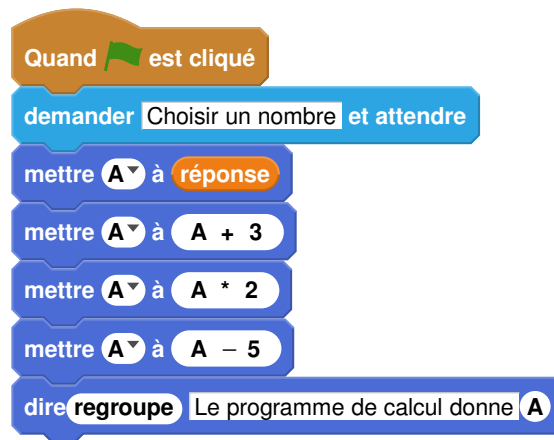 Quand est cliqué
demander Choisir un nombre et attendre
mettre A à réponse
mettre A à A + 3
mettre A à A * 2
mettre A à A − 5
dire regroupe Le programme de calcul donne A